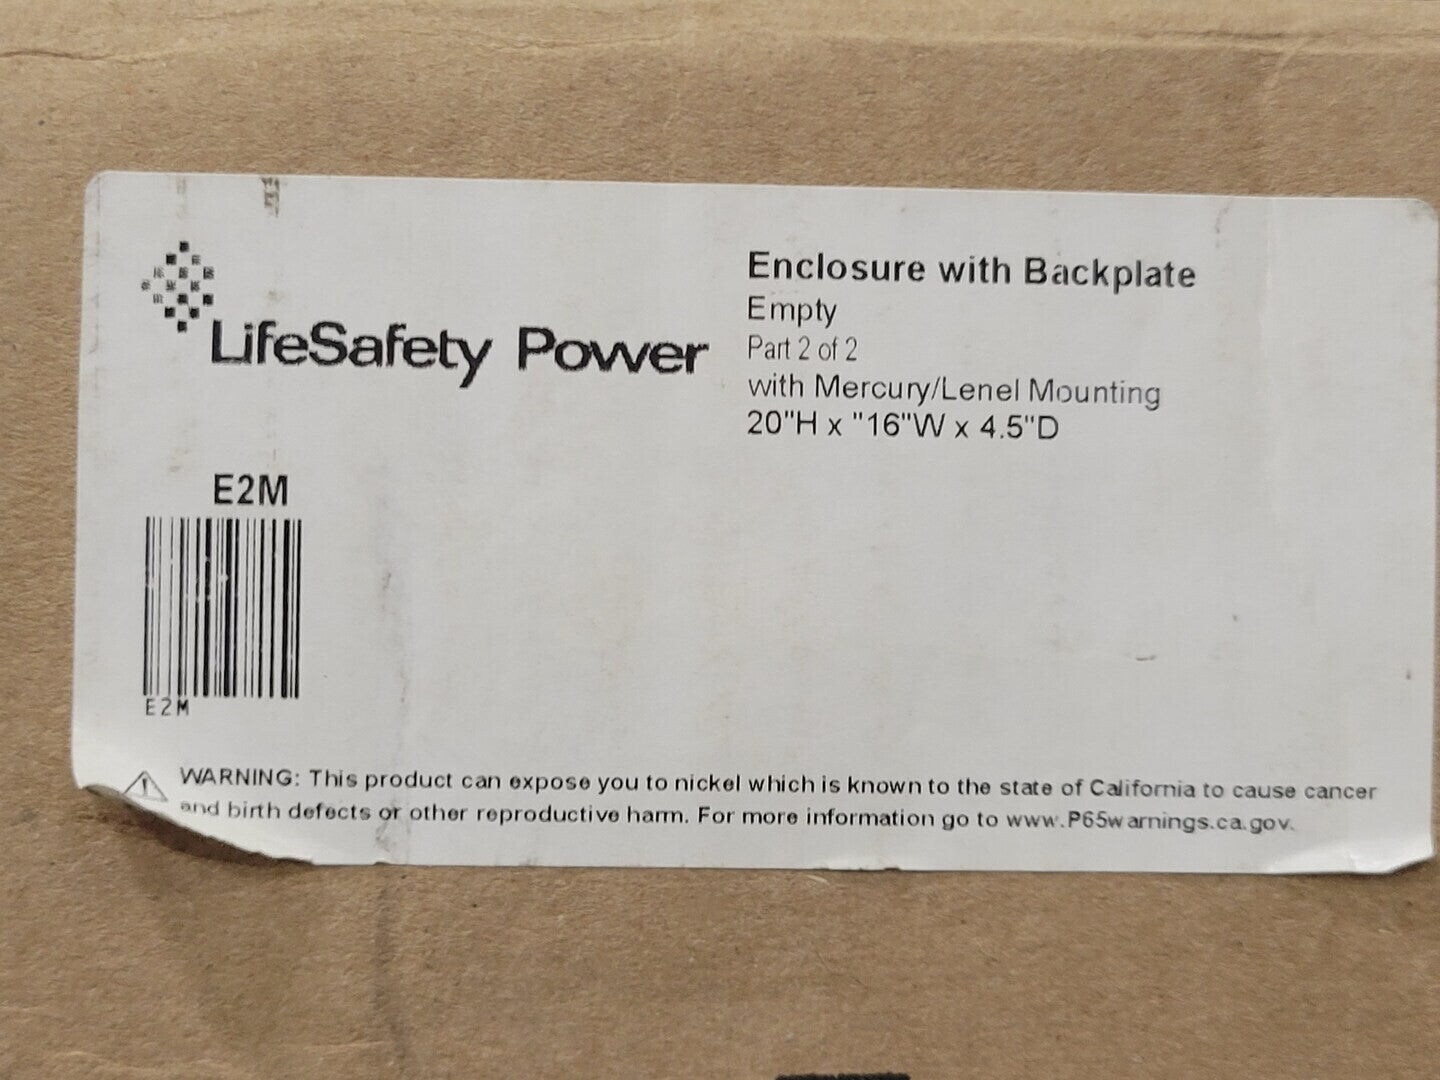 LifeSafety Power
Enclosure with Backplate
Empty
Part 2 of 2
with Mercury/Lenel Mounting
20"H x "16"W x 4.5"D
E2M
E2M
WARNING: This product can expose you to nickel which is known to the state of California to cause cancer
and birth defects or other reproductive harm. For more information go to www.P65warnings.ca.gov.